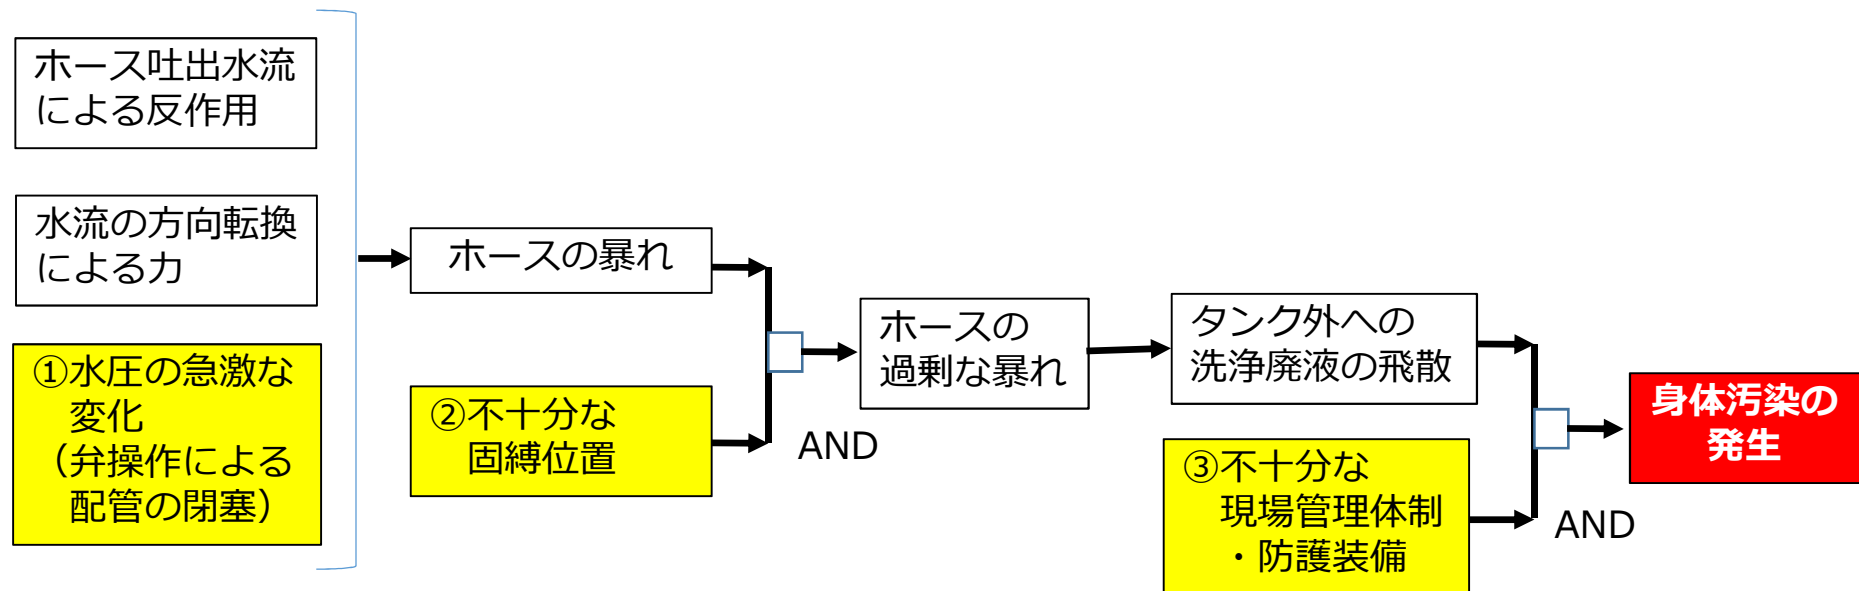 ホース吐出水流
による反作用
水流の方向転換
による力
①水圧の急激な
変化
（弁操作による
配管の閉塞）
ホースの暴れ
②不十分な
固縛位置
AND
ホースの
過剰な暴れ
タンク外への
洗浄廃液の飛散
③不十分な
現場管理体制
・防護装備
AND
身体汚染の
発生